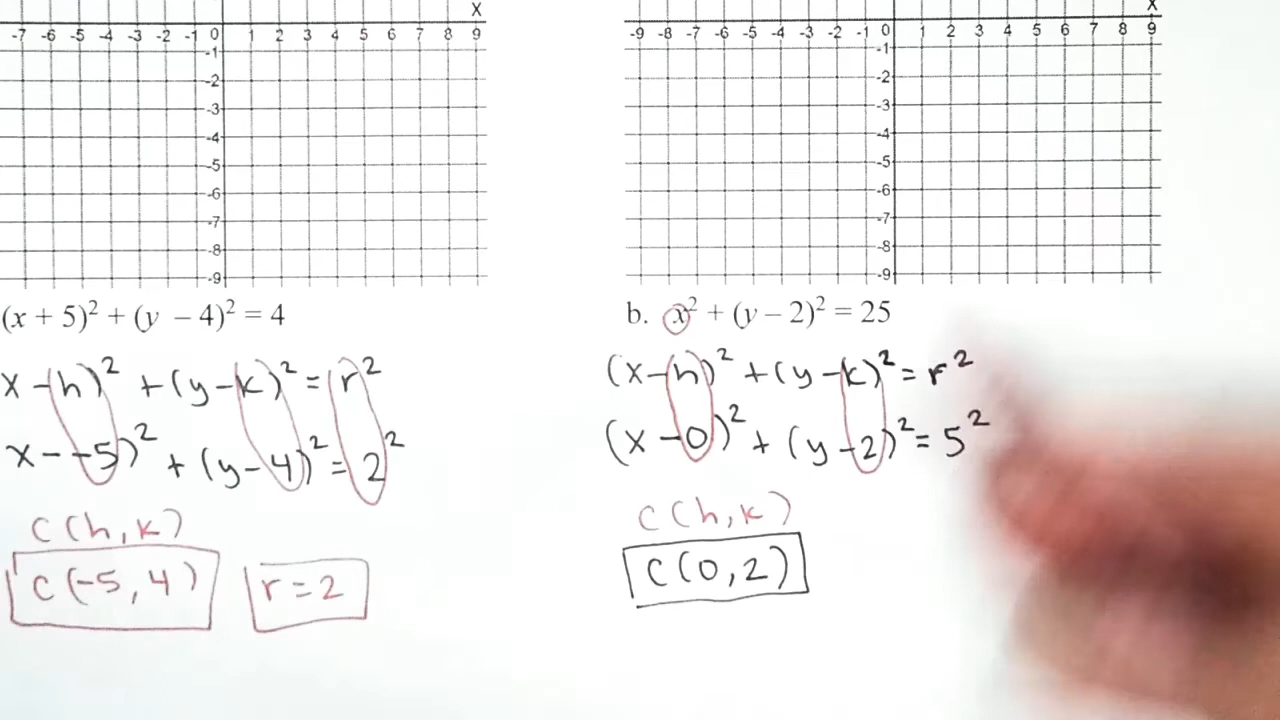 X
-7 -6 -5 -4 -3 -2 -1 0 1 2 3 4 5 6 7 8 9
-1
-2
-3
-4
-5
-6
-7
-8
-9
(x + 5)² + (y – 4)² = 4
x - h)² + (y - k)² = r²
x - -5)² + (y - 4)² = 2²
C (h, k)
C (-5, 4) r = 2
X
-9 -8 -7 -6 -5 -4 -3 -2 -1 0 1 2 3 4 5 6 7 8 9
-1
-2
-3
-4
-5
-6
-7
-8
-9
b. x² + (y – 2)² = 25
(x - h)² + (y - k)² = r²
(x - 0)² + (y - 2)² = 5²
C (h, k)
C (0, 2)